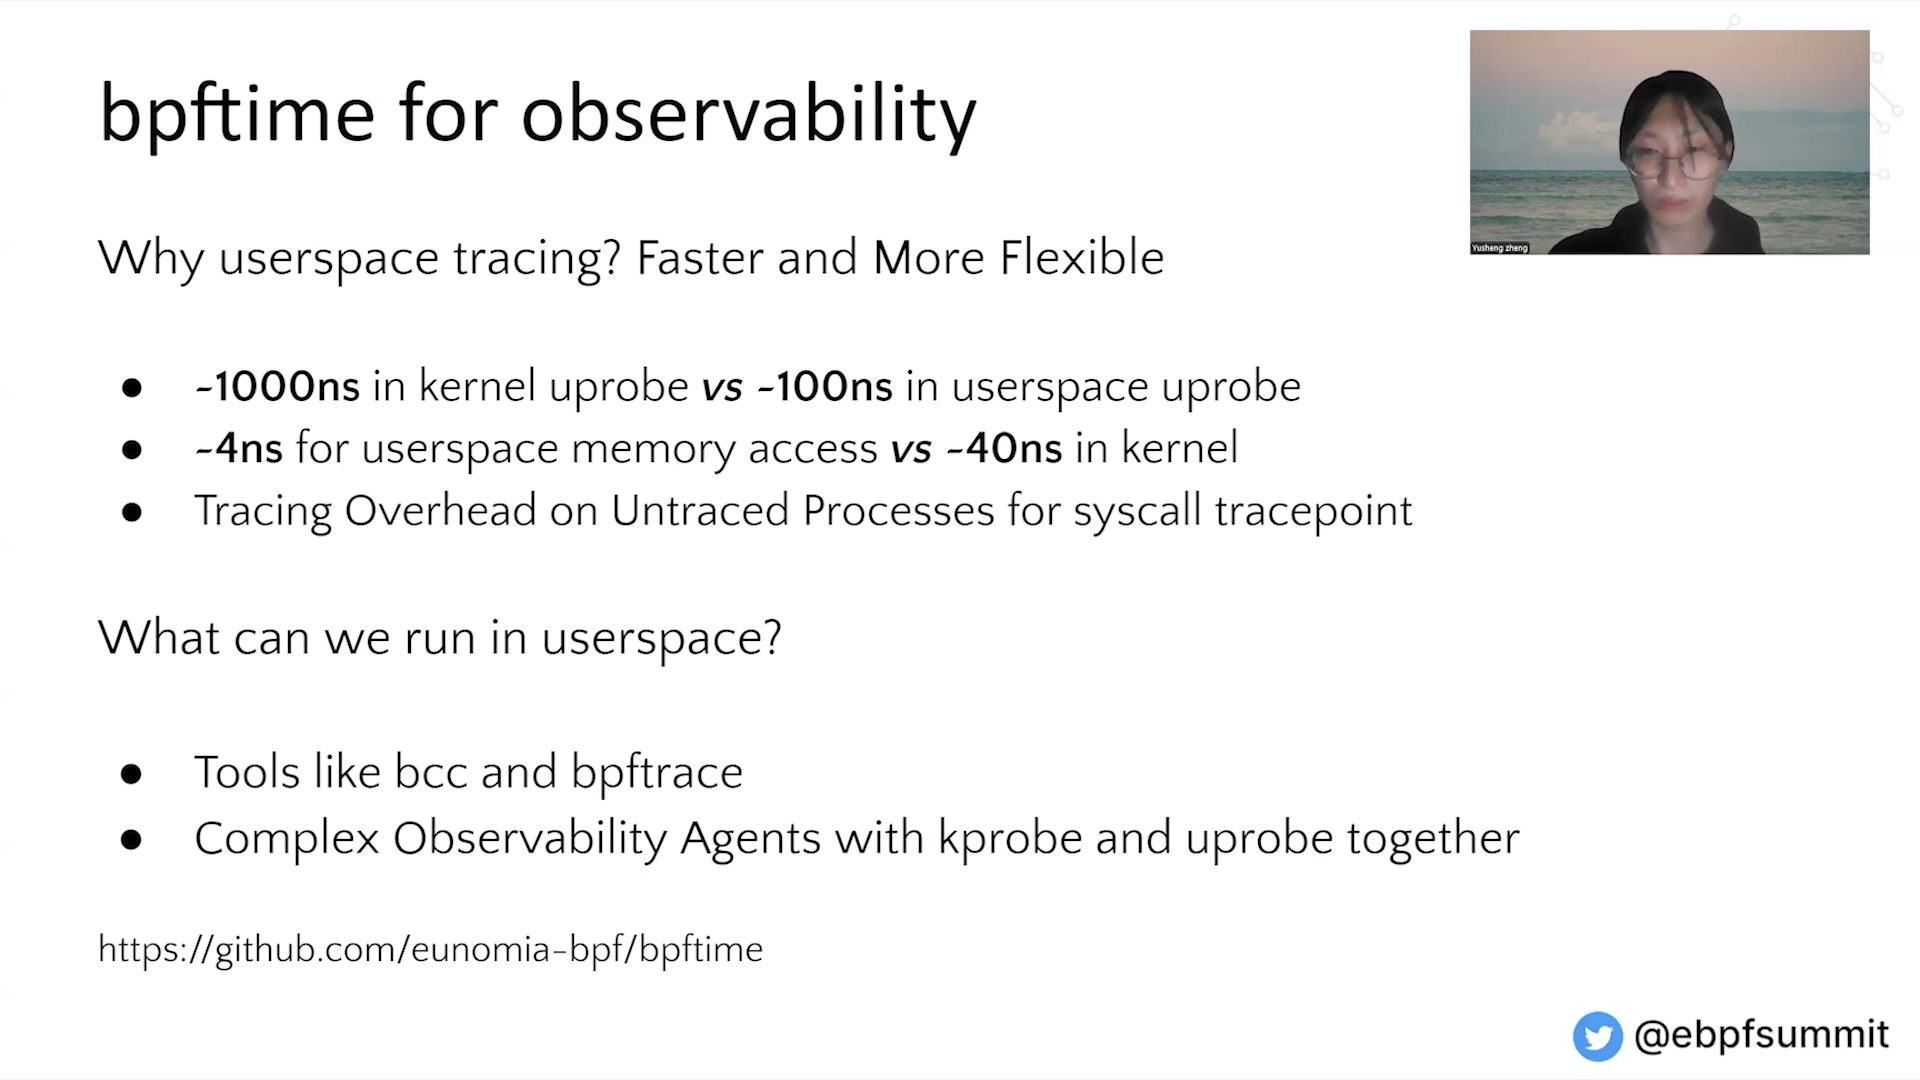 bpftime for observability
Yusheng zheng
Why userspace tracing? Faster and More Flexible
● ~1000ns in kernel uprobe vs ~100ns in userspace uprobe
● ~4ns for userspace memory access vs ~40ns in kernel
● Tracing Overhead on Untraced Processes for syscall tracepoint
What can we run in userspace?
● Tools like bcc and bpftrace
● Complex Observability Agents with kprobe and uprobe together
https://github.com/eunomia-bpf/bpftime
@ebpfsummit